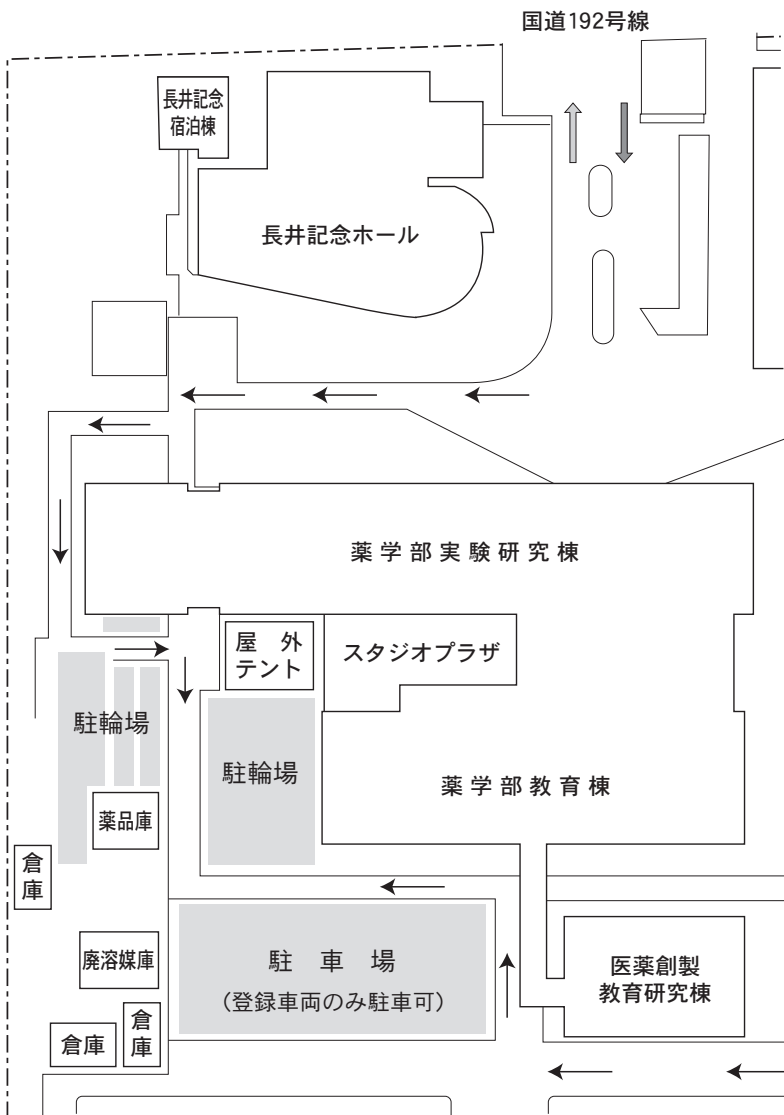 国道192号線
長井記念
宿泊棟
長井記念ホール
薬学部実験研究棟
屋 外
テント
スタジオプラザ
駐輪場
駐輪場
薬学部教育棟
薬品庫
倉
庫
廃溶媒庫
駐 車 場
(登録車両のみ駐車可)
医薬創製
教育研究棟
倉庫
倉
庫